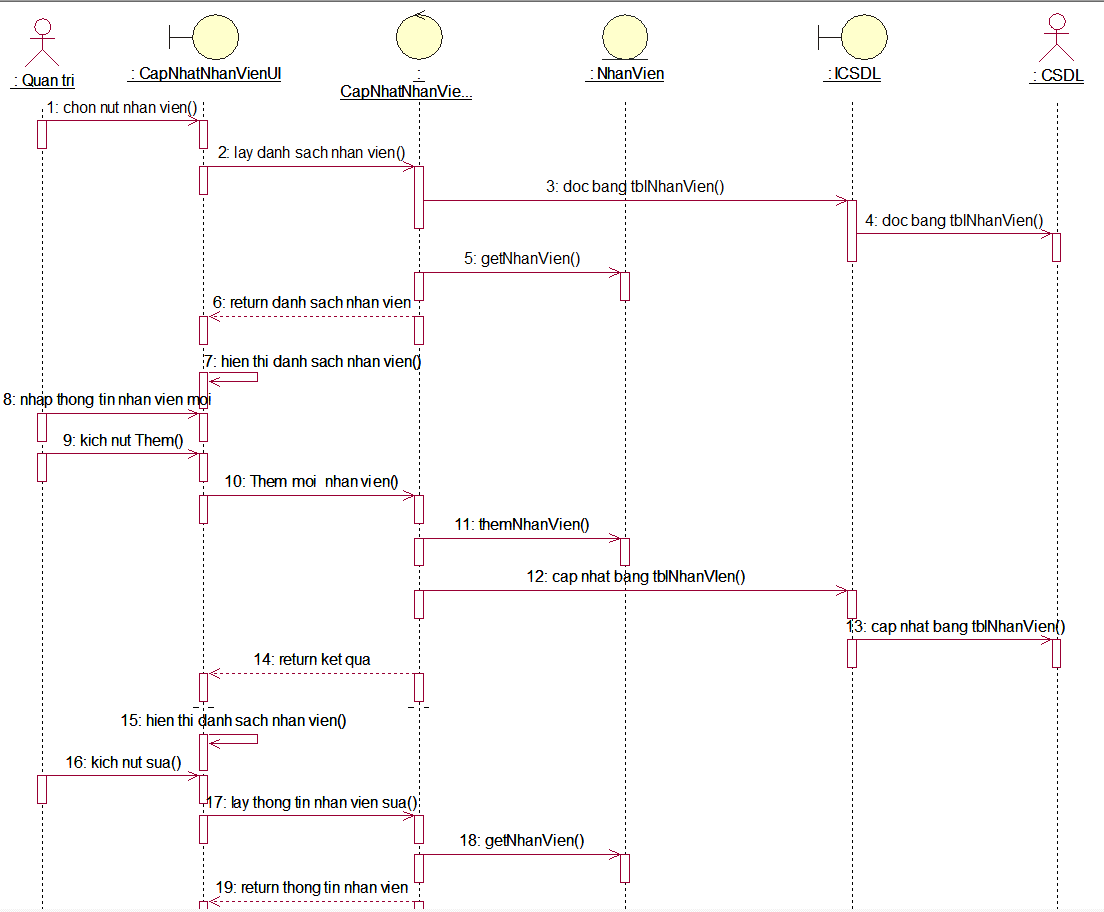 : Quan tri
: CapNhatNhanVienUI
:
CapNhatNhanVie...
: NhanVien
: ICSDL
: CSDL
1: chon nut nhan vien()
2: lay danh sach nhan vien()
3: doc bang tblNhanVien()
4: doc bang tblNhanVien()
5: getNhanVien()
6: return danh sach nhan vien
7: hien thi danh sach nhan vien()
8: nhap thong tin nhan vien moi
9: kich nut Them()
10: Them moi nhan vien()
11: themNhanVien()
12: cap nhat bang tblNhanVIen()
13: cap nhat bang tblNhanVien()
14: return ket qua
15: hien thi danh sach nhan vien()
16: kich nut sua()
17: lay thong tin nhan vien sua()
18: getNhanVien()
19: return thong tin nhan vien